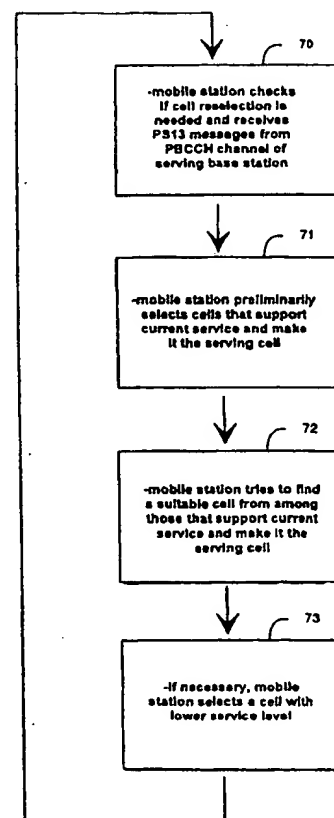 70
-mobile station checks
if cell reselection is
needed and receives
PSI3 messages from
PBCCH channel of
serving base station
71
-mobile station preliminarily
selects cells that support
current service and make
it the serving cell
72
-mobile station tries to find
a suitable cell from among
those that support current
service and make it the
serving cell
73
-if necessary, mobile
station selects a cell with
lower service level